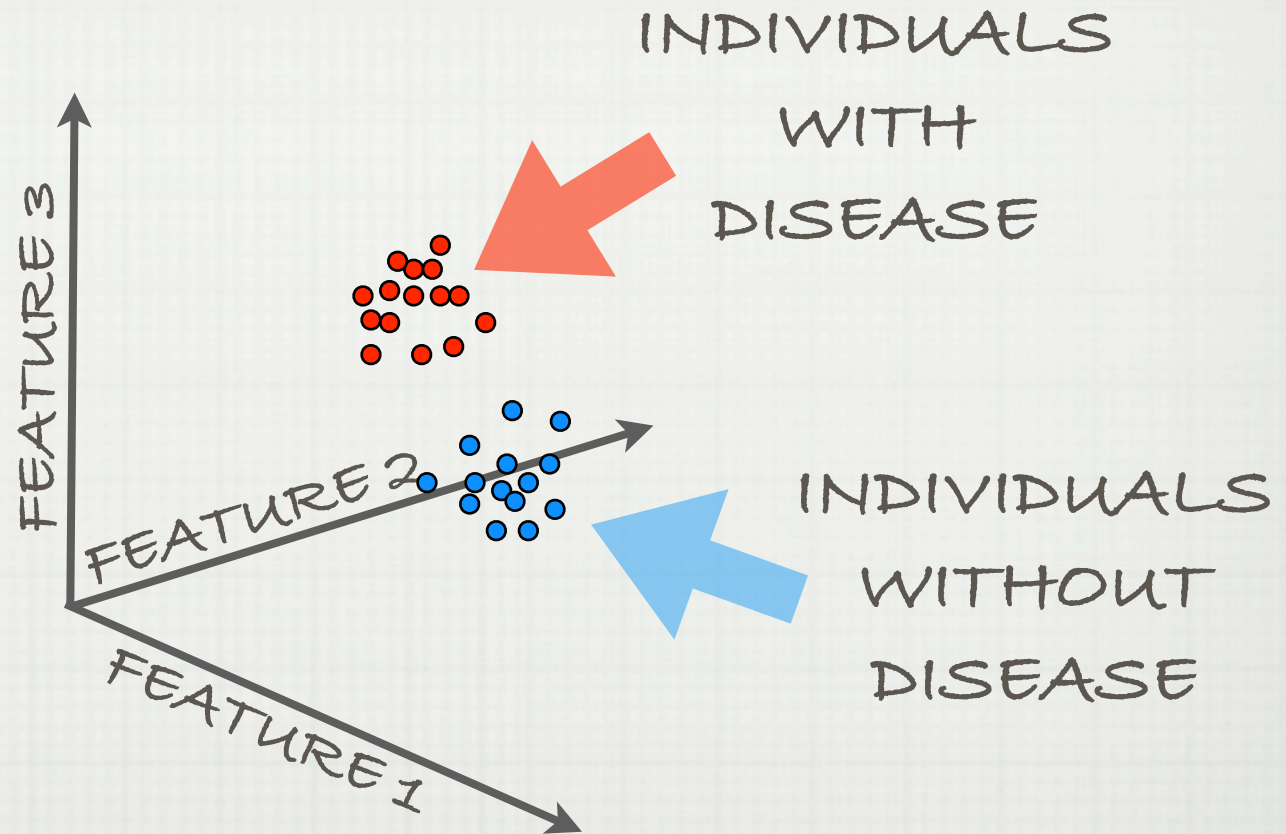 INDIVIDUALS
WITH
DISEASE
FEATURE 3
FEATURE 2
INDIVIDUALS
WITHOUT
DISEASE
FEATURE 1